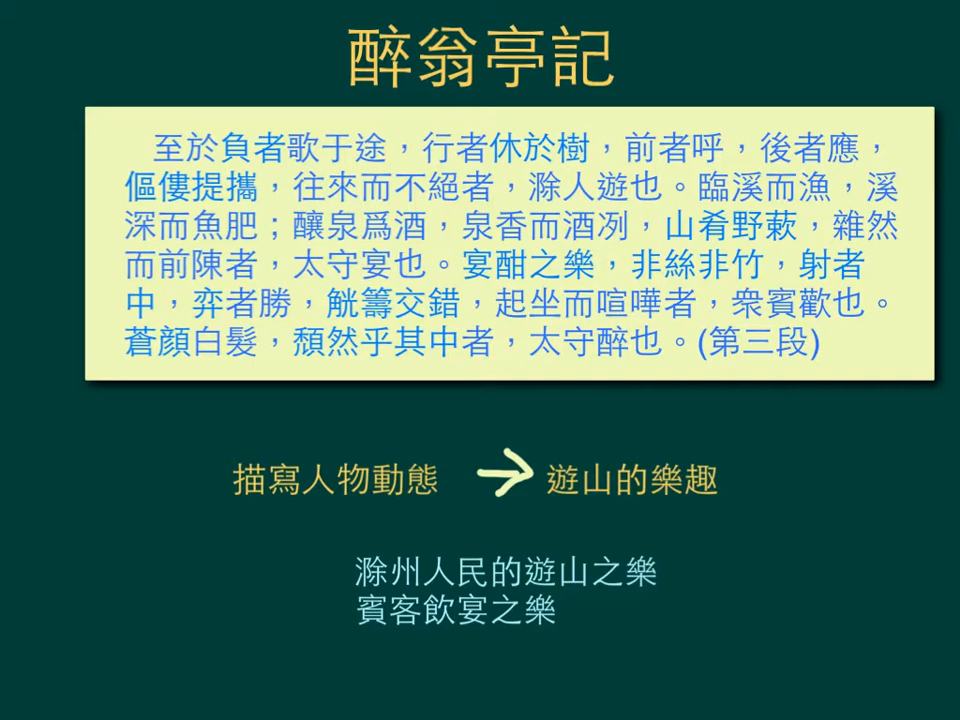 醉翁亭記
至於負者歌于途，行者休於樹，前者呼，後者應，
傴僂提攜，往來而不絕者，滁人遊也。臨溪而漁，溪
深而魚肥；釀泉爲酒，泉香而酒冽，山肴野蔌，雜然
而前陳者，太守宴也。宴酣之樂，非絲非竹，射者
中，弈者勝，觥籌交錯，起坐而喧嘩者，衆賓歡也。
蒼顏白髮，頹然乎其中者，太守醉也。(第三段)
描寫人物動態 → 遊山的樂趣
滁州人民的遊山之樂
賓客飲宴之樂